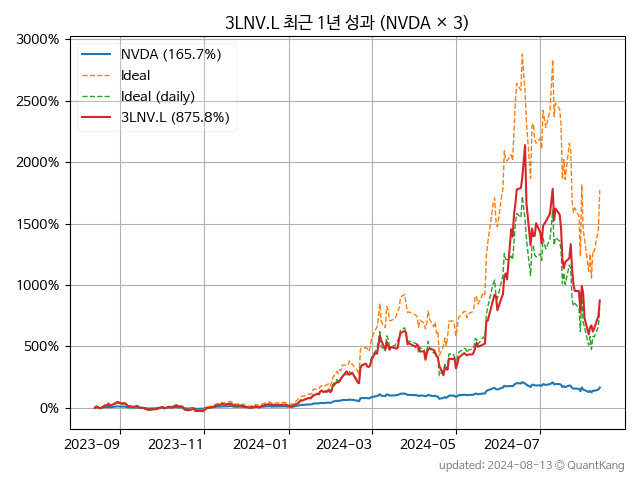 3LNV.L 최근 1년 성과 (NVDA × 3)
3000%
2500%
2000%
1500%
1000%
500%
0%
NVDA (165.7%)
Ideal
Ideal (daily)
3LNV.L (875.8%)
2023-09
2023-11
2024-01
2024-03
2024-05
2024-07
updated: 2024-08-13 © QuantKang